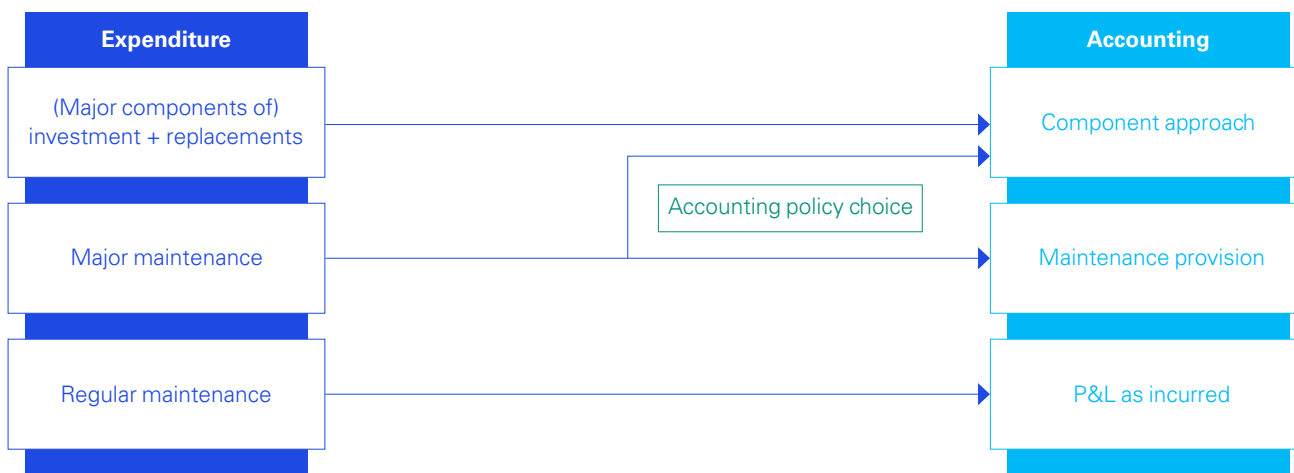 Expenditure
Accounting
(Major components of)
investment + replacements
Component approach
Accounting policy choice
Major maintenance
Maintenance provision
Regular maintenance
P&L as incurred